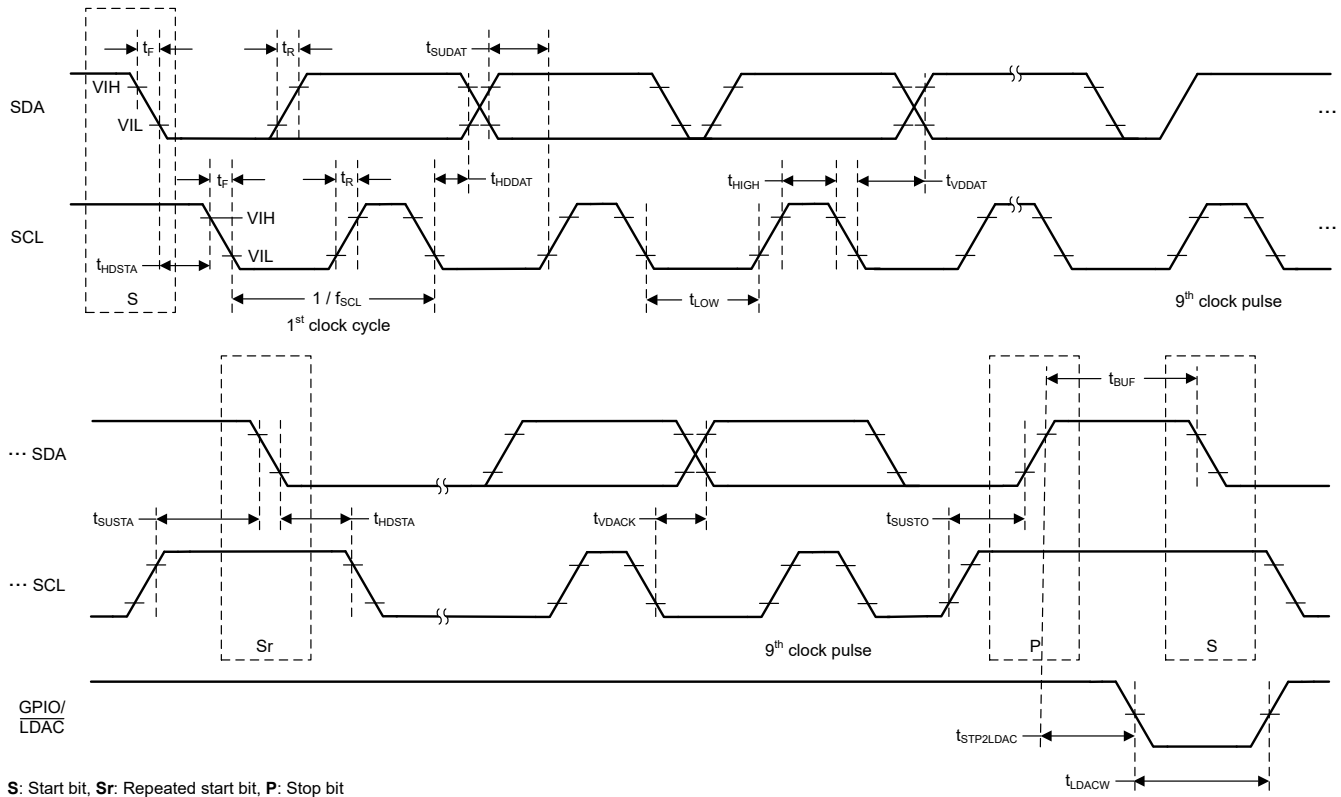 tF
tR
tSUDAT
VIH
SDA
VIL
...
tF
tR
tHDDAT
tHIGH
tVDDAT
VIH
SCL
...
VIL
tHDSTA
S
1 / fSCL
tLOW
9th clock pulse
1st clock cycle
tBUF
... SDA
tSUSTA
tHDSTA
tVDACK
tSUSTO
... SCL
Sr
9th clock pulse
P
S
GPIO/
LDAC
tSTP2LDAC
tLDACW
S: Start bit, Sr: Repeated start bit, P: Stop bit